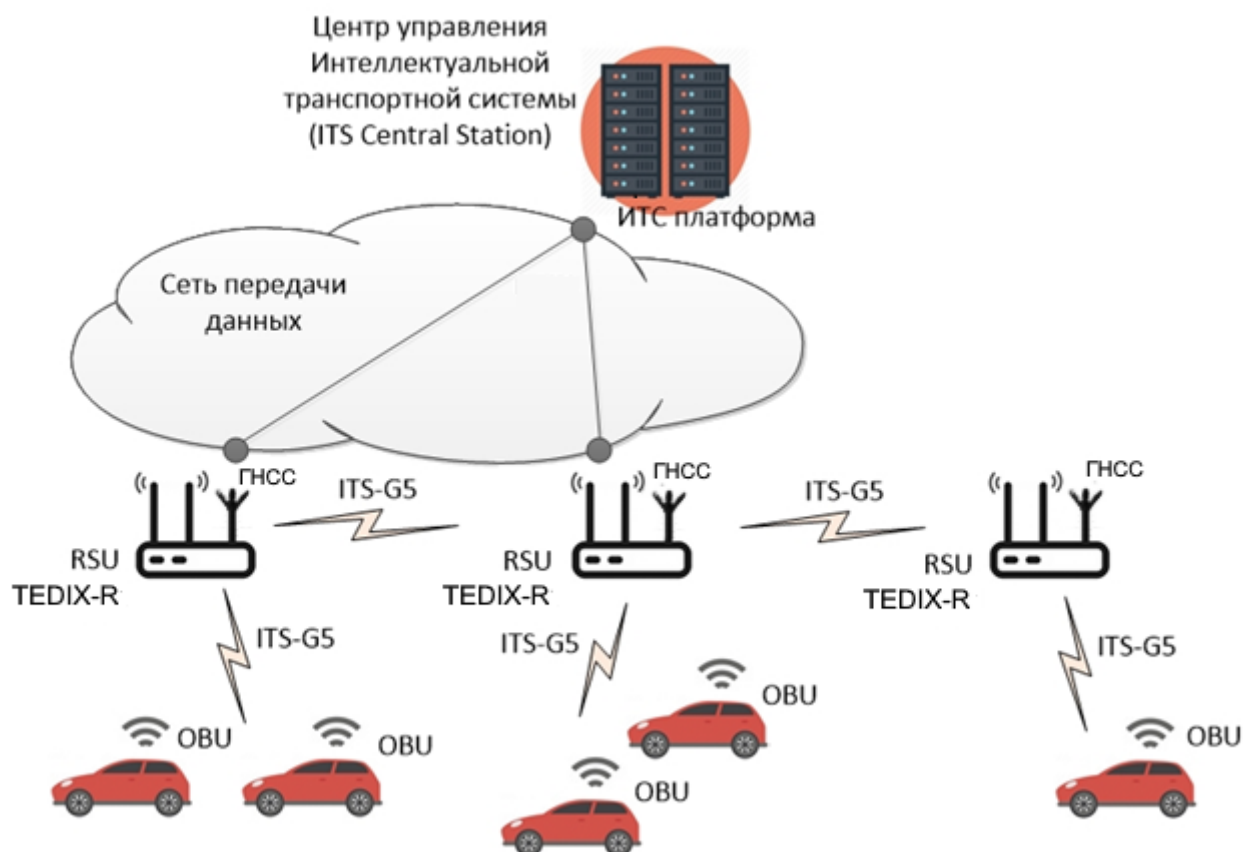 Центр управления
Интеллектуальной
транспортной системы
(ITS Central Station)
ИТС платформа
Сеть передачи
данных
ГНСС
ITS-G5
RSU
TEDIX-R
ГНСС
ITS-G5
RSU
TEDIX-R
ГНСС
RSU
TEDIX-R
ITS-G5
ITS-G5
ITS-G5
OBU
OBU
OBU
OBU
OBU